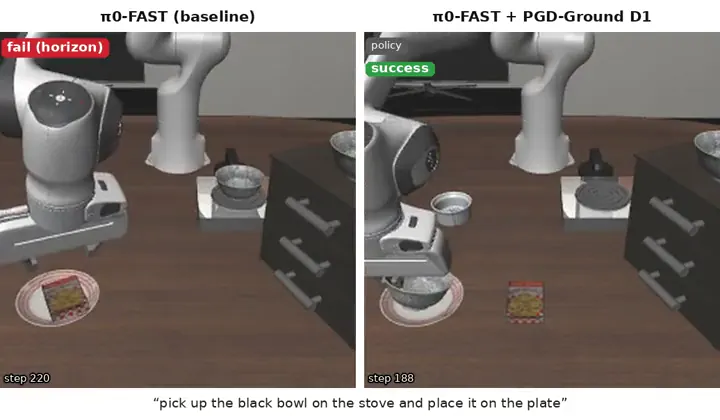 π0-FAST (baseline)
π0-FAST + PGD-Ground D1
fail (horizon)
policy
success
step 220
step 188
“pick up the black bowl on the stove and place it on the plate”